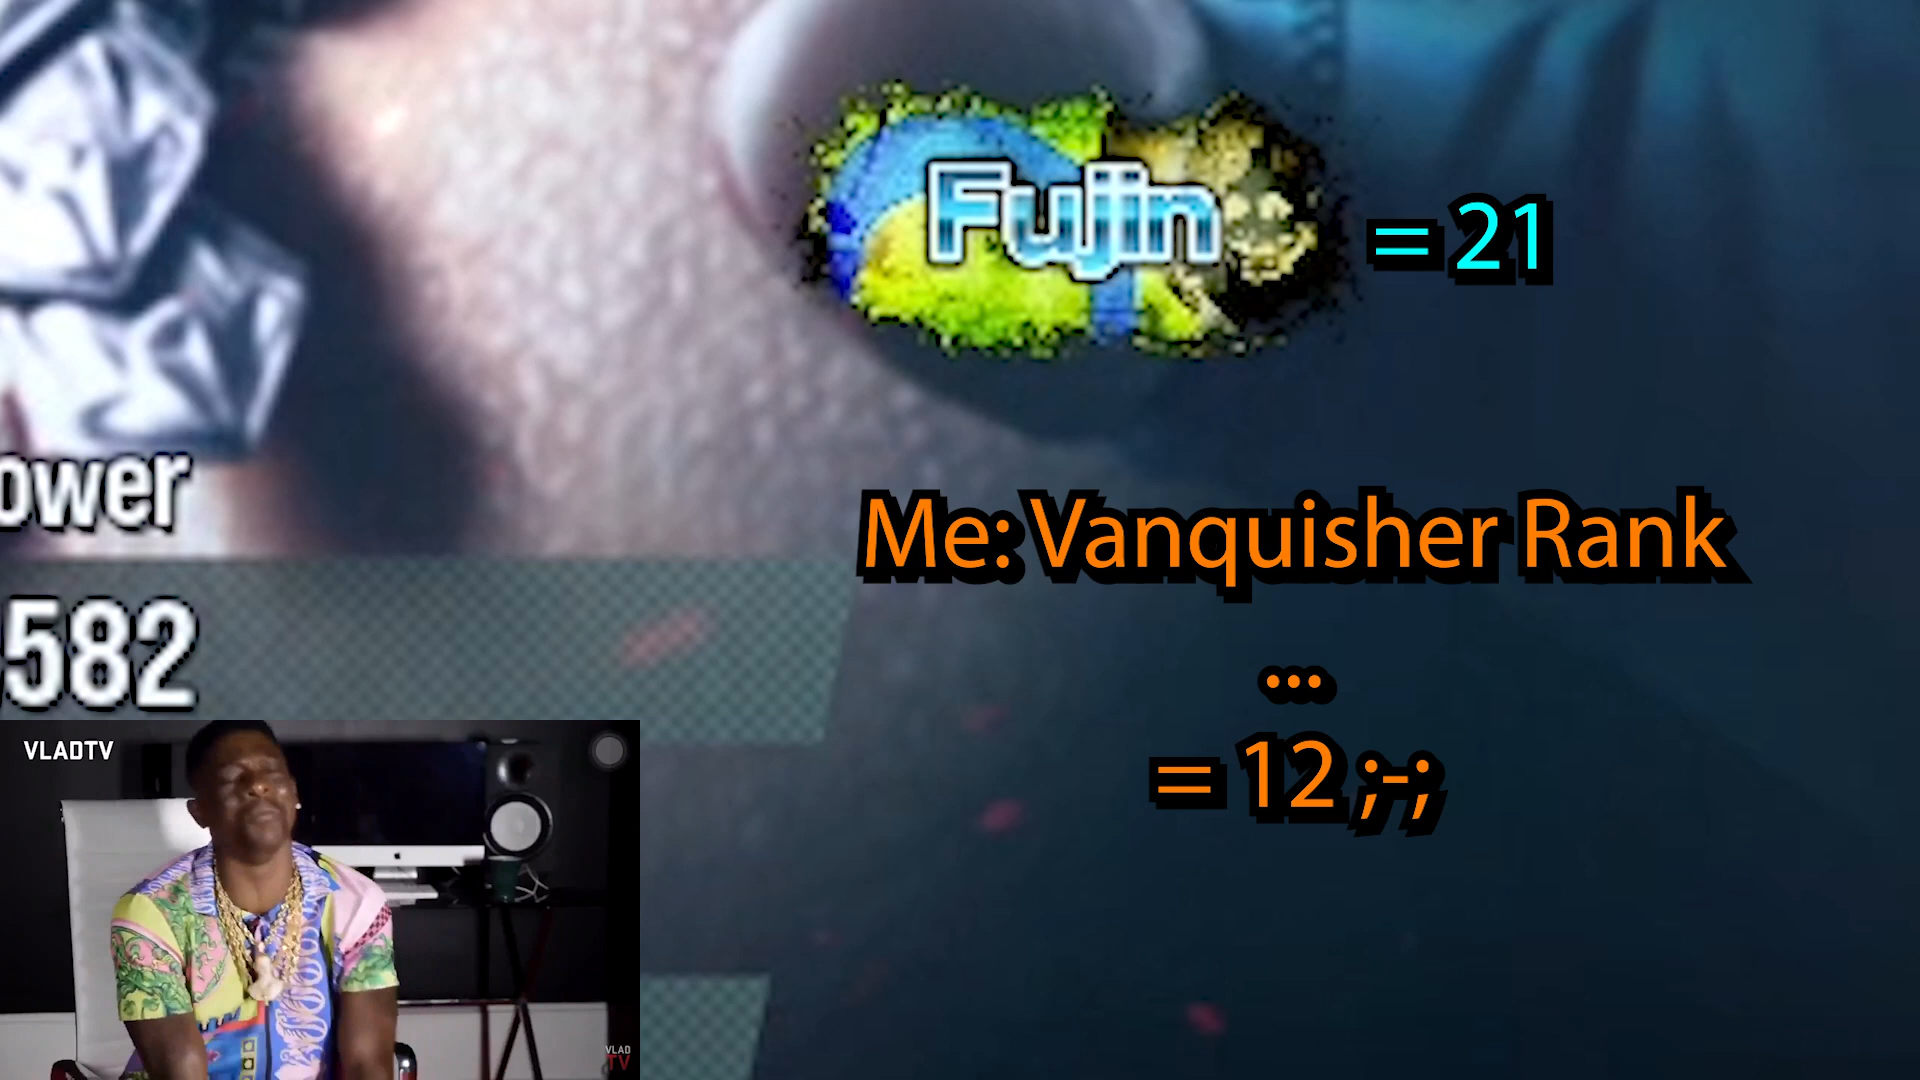 Fujin
= 21
ower
Me: Vanquisher Rank
582
...
= 12 ;-;
VLADTV
VLAD
TV